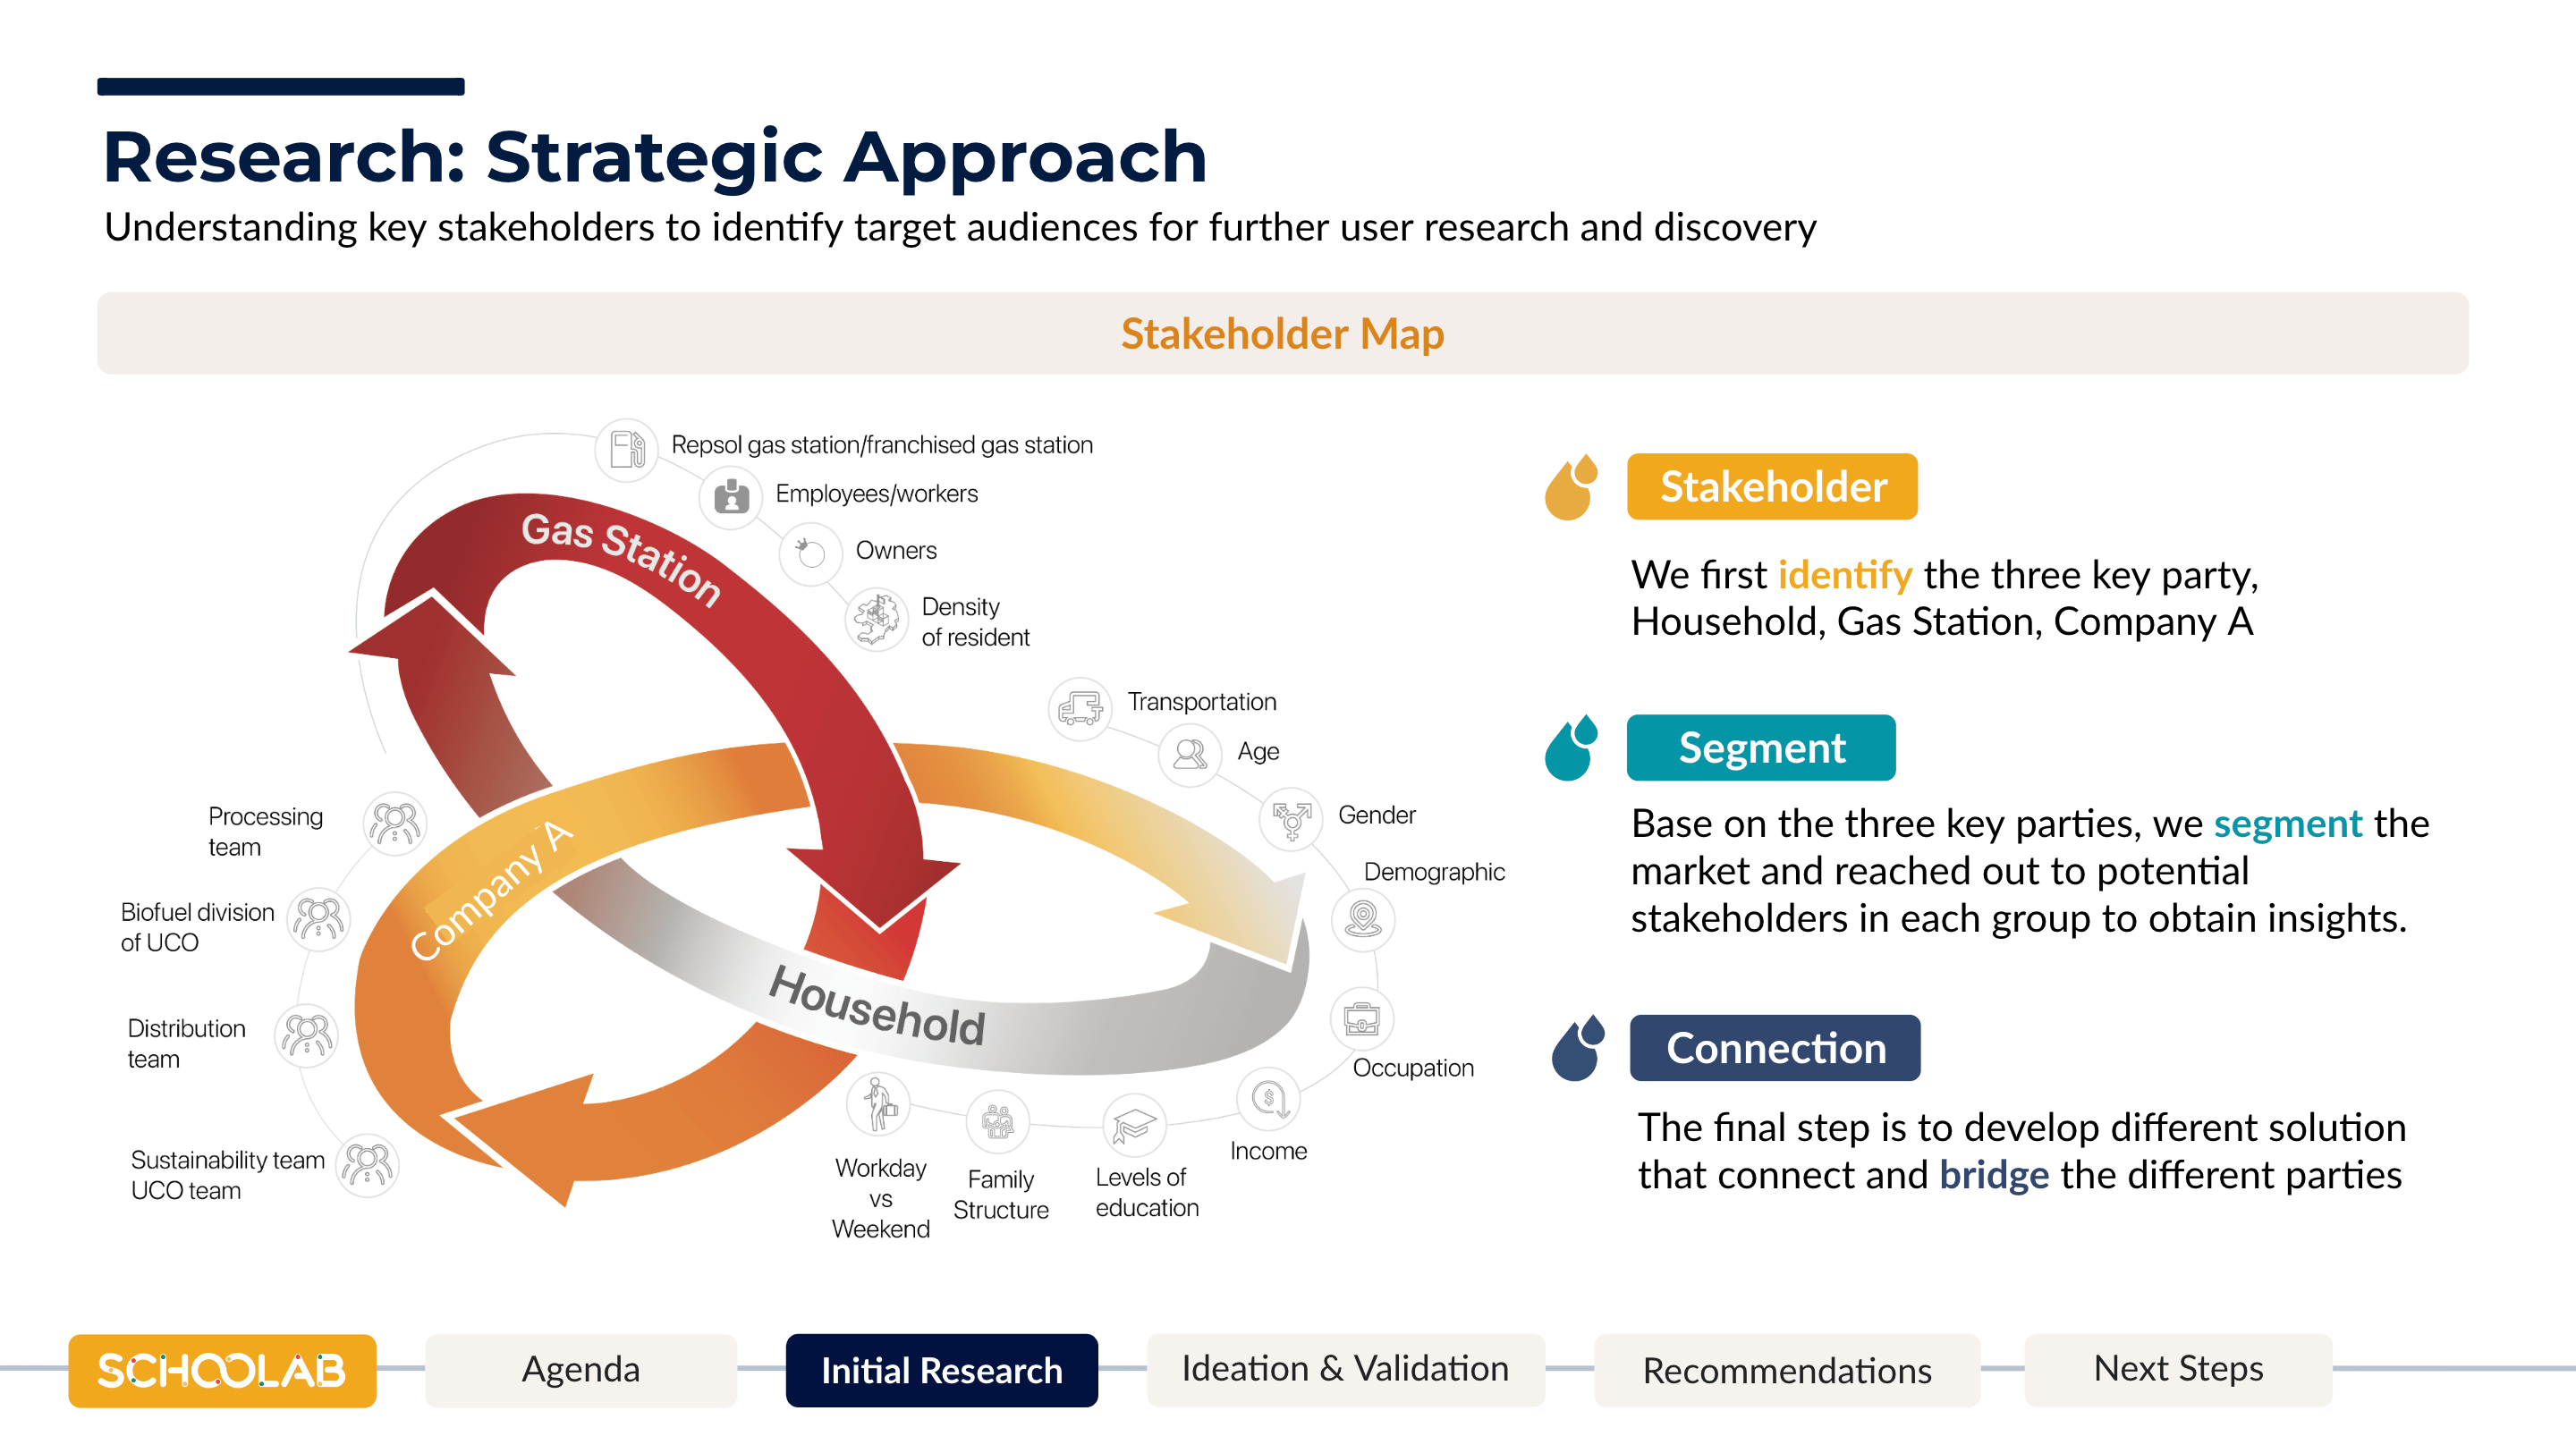 Research: Strategic Approach
Understanding key stakeholders to identify target audiences for further user research and discovery
Stakeholder Map
Repsol gas station/franchised gas station
Employees/workers
Owners
Density
of resident
Gas Station
Transportation
Age
Gender
Demographic
Occupation
Income
Levels of
education
Family
Structure
Workday
vs
Weekend
Household
Processing
team
Biofuel division
of UCO
Distribution
team
Sustainability team
UCO team
Company A
Stakeholder
We first identify the three key party,
Household, Gas Station, Company A
Segment
Base on the three key parties, we segment the
market and reached out to potential
stakeholders in each group to obtain insights.
Connection
The final step is to develop different solution
that connect and bridge the different parties
SCHOOLAB
Agenda
Initial Research
Ideation & Validation
Recommendations
Next Steps